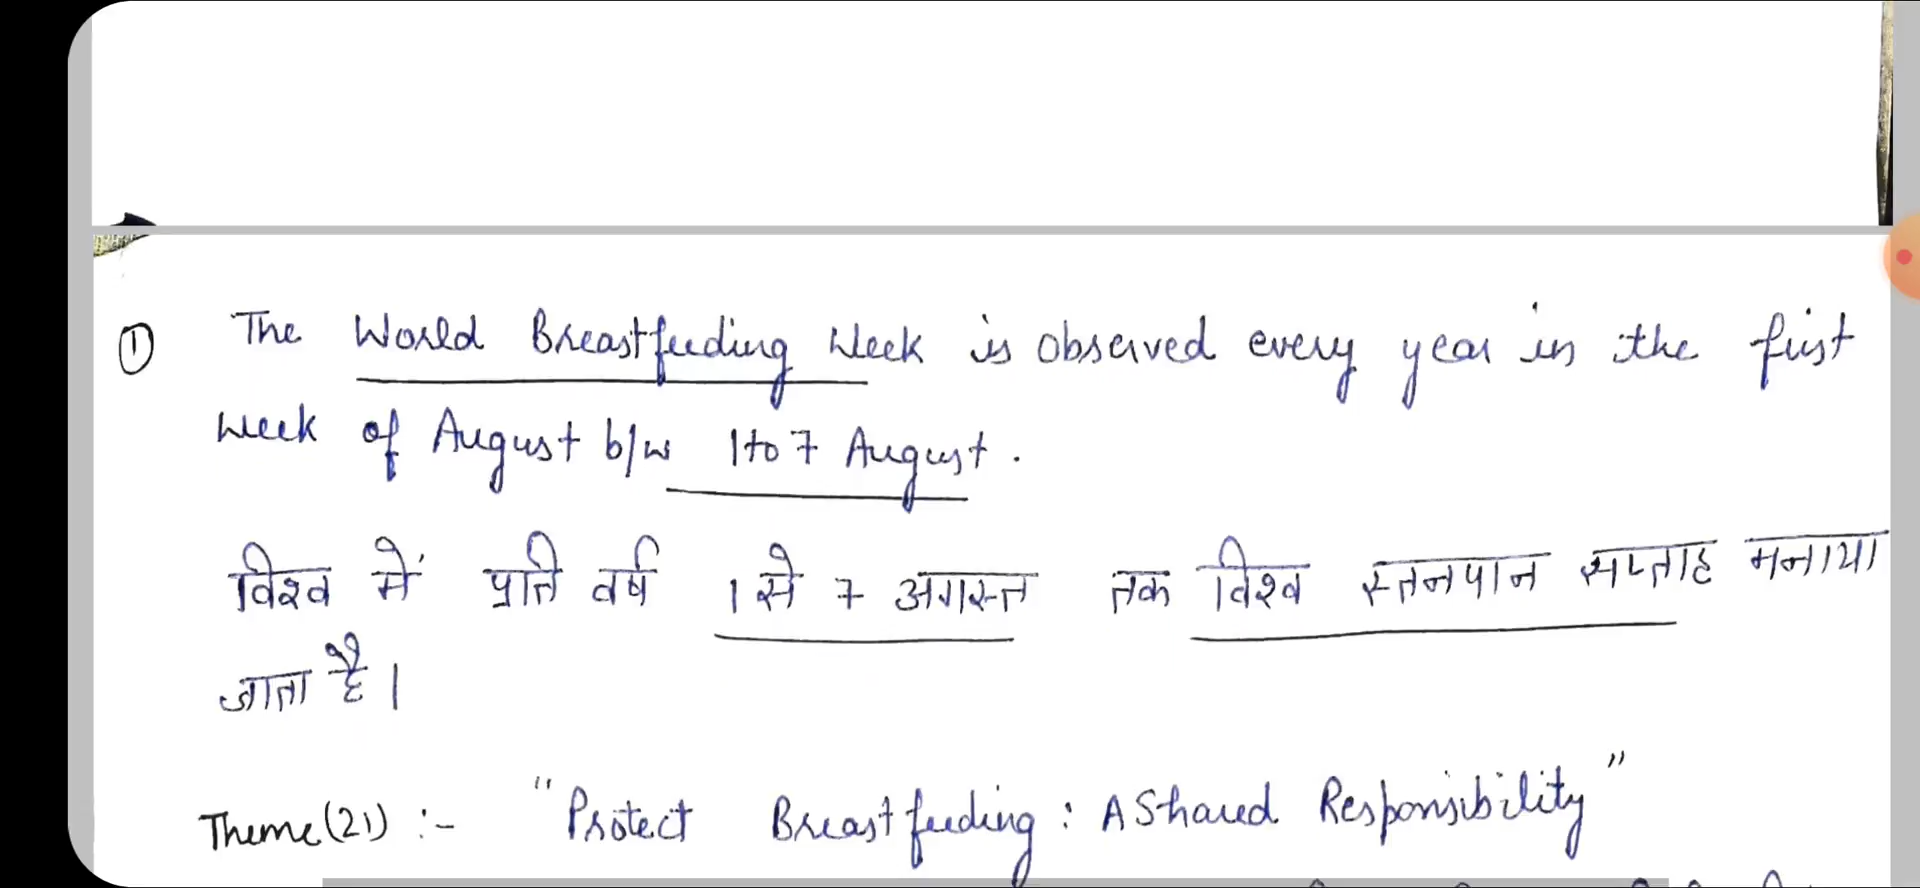 ① The World Breastfeeding Week is observed every year in the first
week of August b/w 1 to 7 August.
विश्व में प्रति वर्ष 1 से 7 अगस्त तक विश्व स्तनपान सप्ताह मनाया
जाता है।
Theme(21) :- "Protect Breastfeeding : A Shared Responsibility"